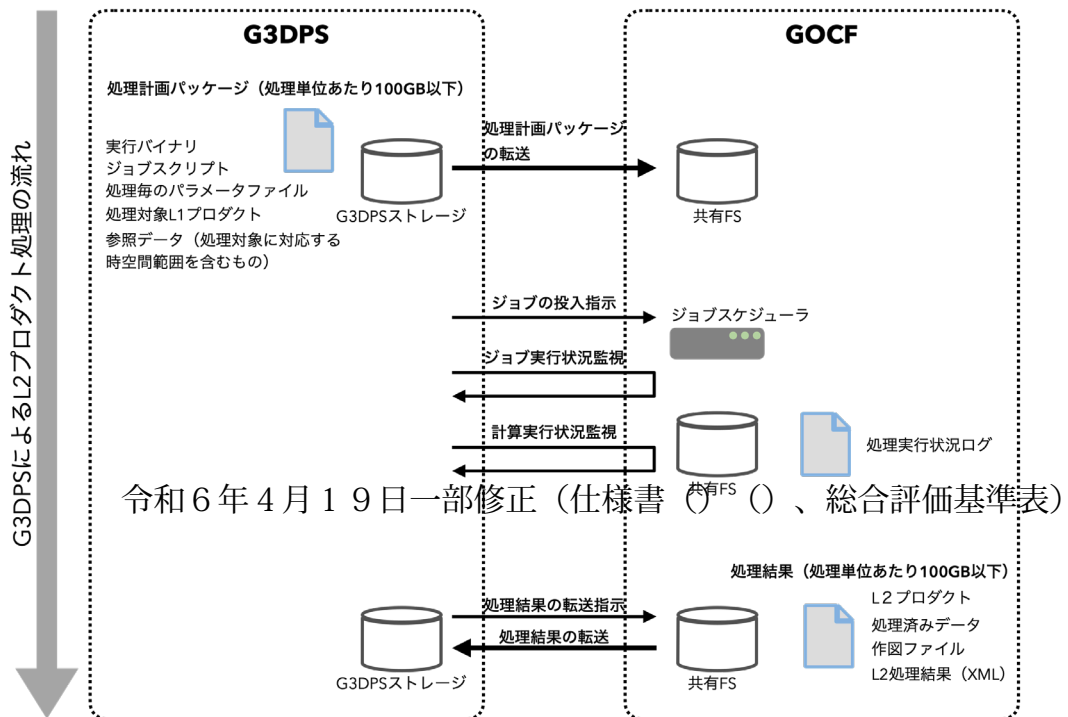 G3DPS
GOCF
G3DPSによるL2プロダクト処理の流れ
処理計画パッケージ（処理単位あたり100GB以下）
実行バイナリ
ジョブスクリプト
処理毎のパラメータファイル
処理対象L1プロダクト
参照データ（処理対象に対応する
時空間範囲を含むもの）
G3DPSストレージ
処理計画パッケージ
の転送
共有FS
ジョブの投入指示
ジョブスケジューラ
ジョブ実行状況監視
計算実行状況監視
処理実行状況ログ
共有FS
令和６年４月１９日一部修正（仕様書（）（）、総合評価基準表）
処理結果（処理単位あたり100GB以下）
L２プロダクト
処理済みデータ
作図ファイル
L2処理結果（XML）
処理結果の転送指示
処理結果の転送
G3DPSストレージ
共有FS